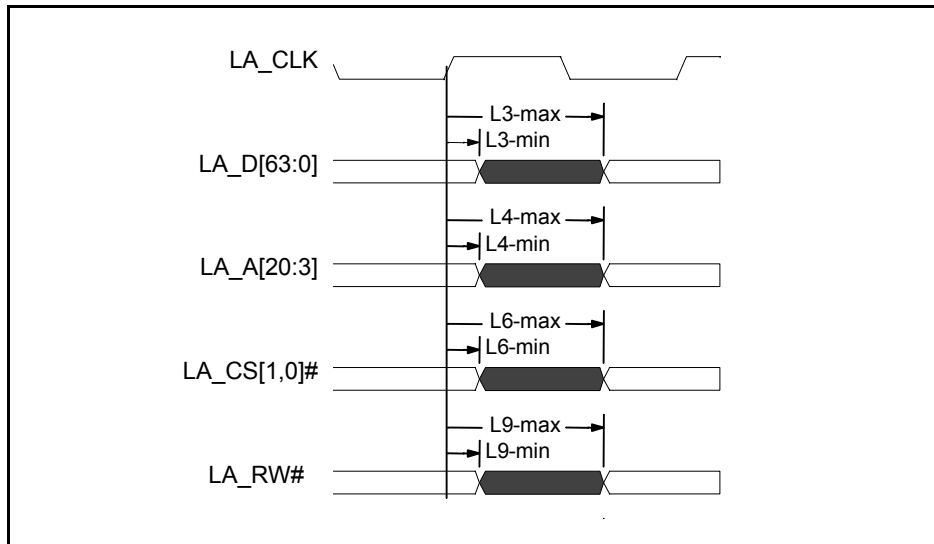 LA_CLK
L3-max
L3-min
LA_D[63:0]
L4-max
L4-min
LA_A[20:3]
L6-max
L6-min
LA_CS[1,0]#
L9-max
L9-min
LA_RW#